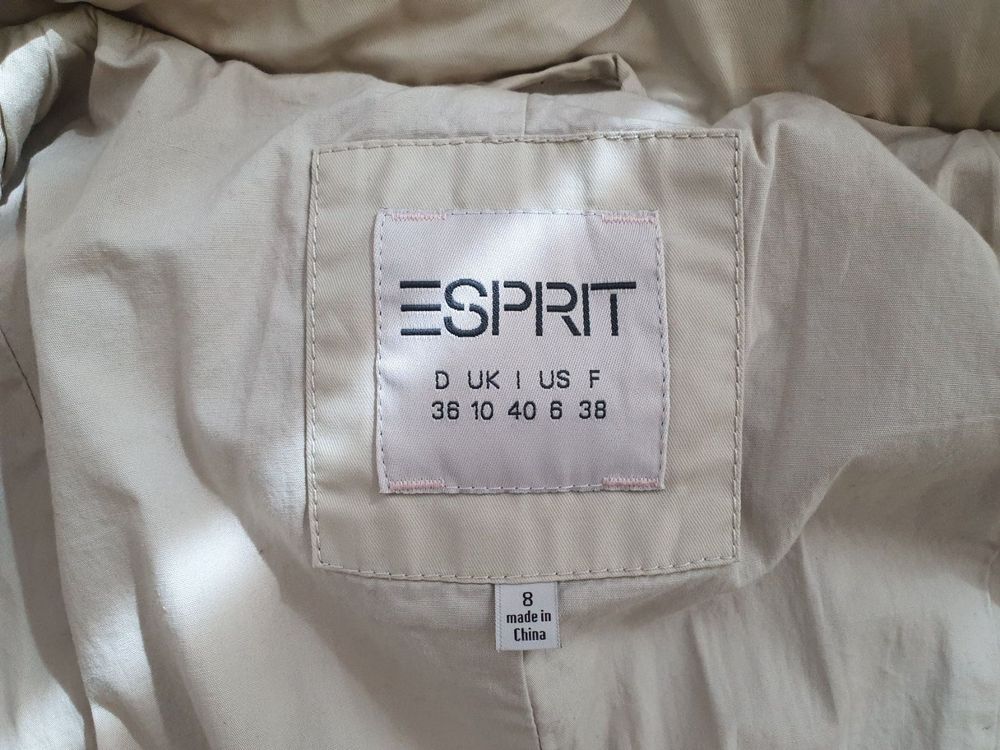 ESPRIT
D UK I US F
36 10 40 6 38
8
made in
China